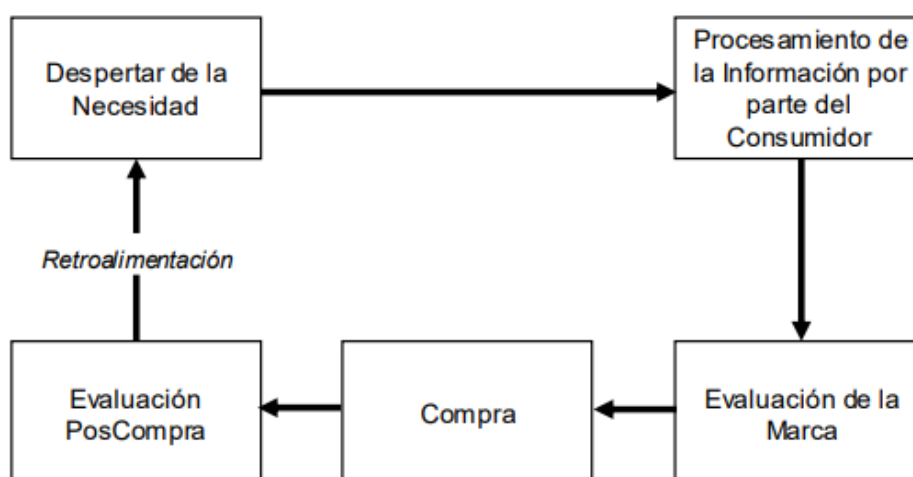 Despertar de la
Necesidad
Procesamiento de
la Información por
parte del
Consumidor
Retroalimentación
Evaluación
PosCompra
Compra
Evaluación de la
Marca